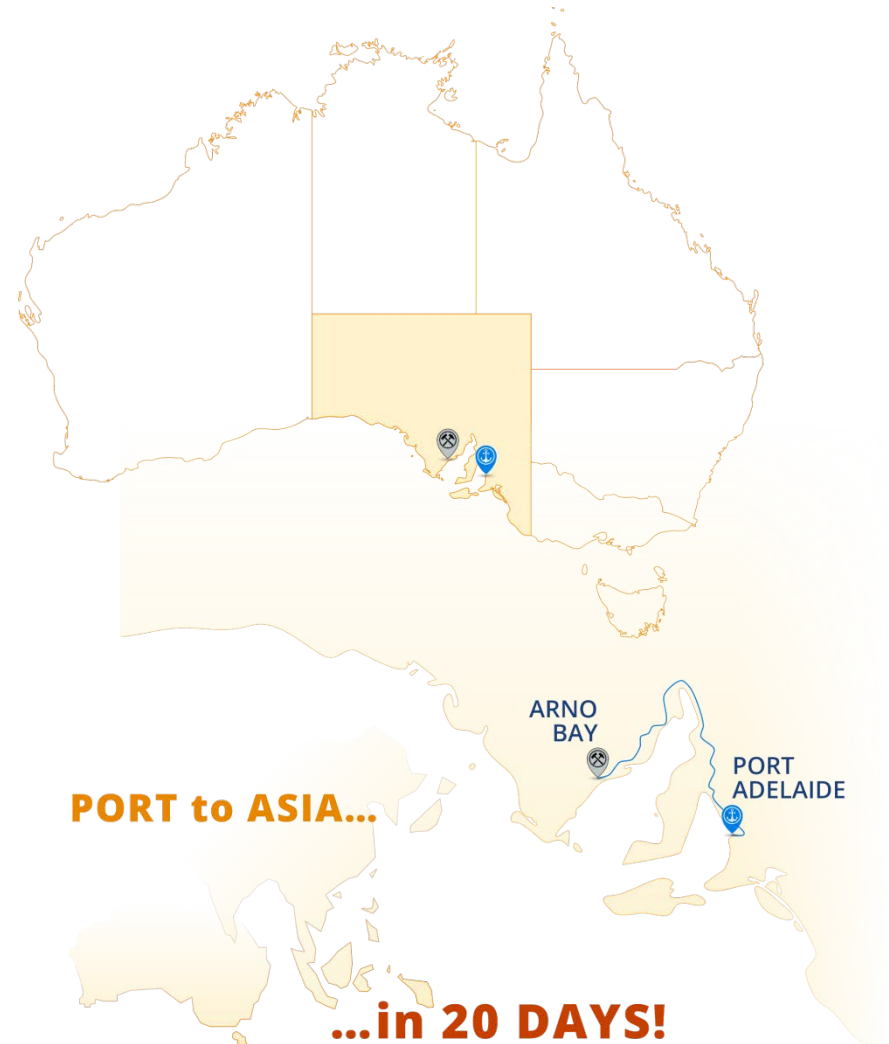 ARNO
BAY
PORT
ADELAIDE
PORT to ASIA...
...in 20 DAYS!